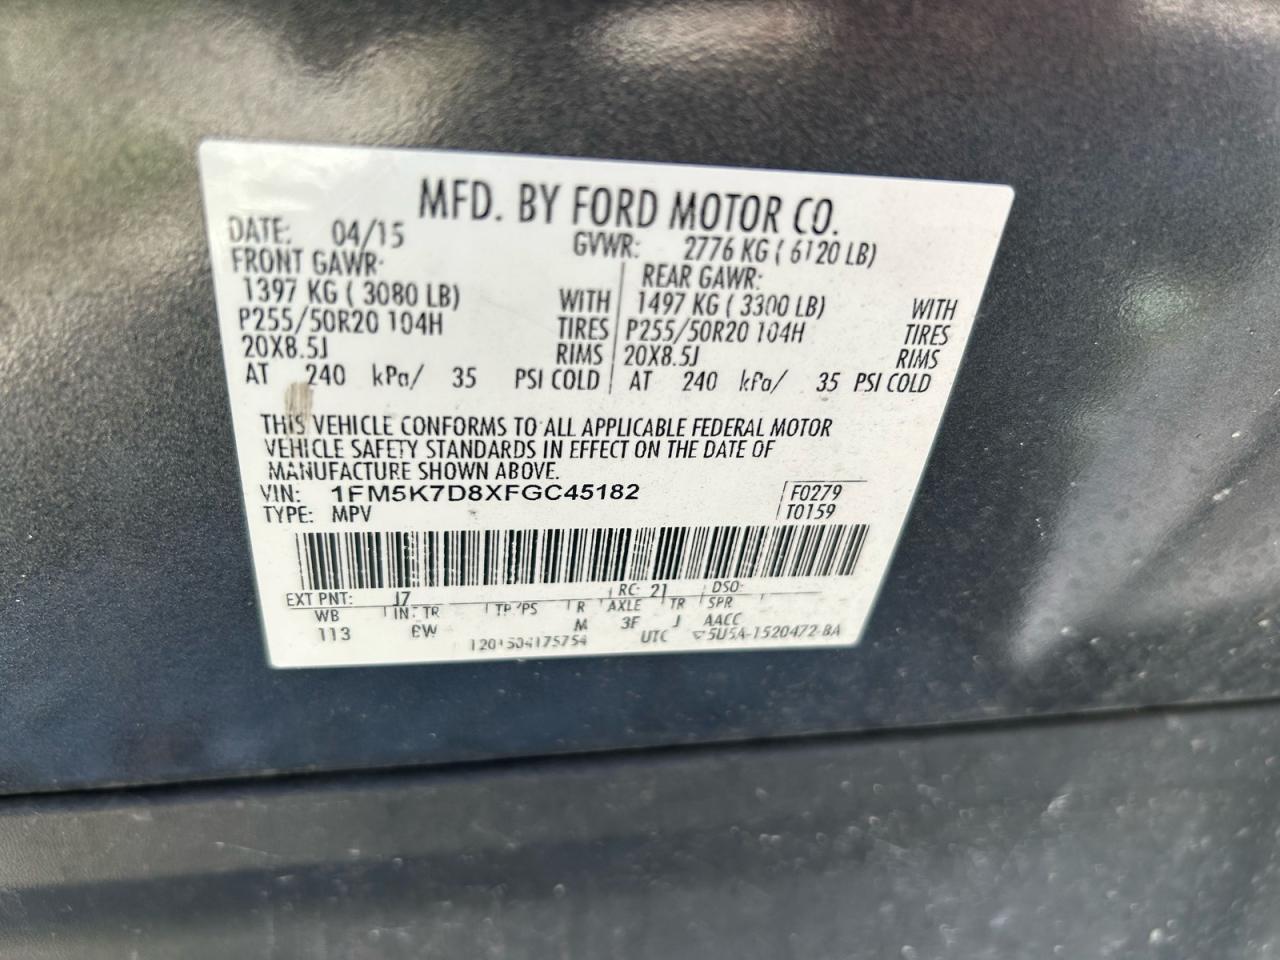 MFD. BY FORD MOTOR CO.
DATE: 04/15 GVWR: 2776 KG ( 6120 LB)
FRONT GAWR: REAR GAWR:
1397 KG ( 3080 LB) WITH 1497 KG ( 3300 LB) WITH
P255/50R20 104H TIRES P255/50R20 104H TIRES
20X8.5J RIMS 20X8.5J RIMS
AT 240 kPa/ 35 PSI COLD AT 240 kPa/ 35 PSI COLD
THIS VEHICLE CONFORMS TO ALL APPLICABLE FEDERAL MOTOR
VEHICLE SAFETY STANDARDS IN EFFECT ON THE DATE OF
MANUFACTURE SHOWN ABOVE.
VIN: 1FM5K7D8XFGC45182 F0279
TYPE: MPV T0159
EXT PNT: J7 RC: 21 DSO:
WB INT TR TP/PS R AXLE TR SPR
113 M 3F J AACC
1201504175754 UTC 5U5A-1520472-BA